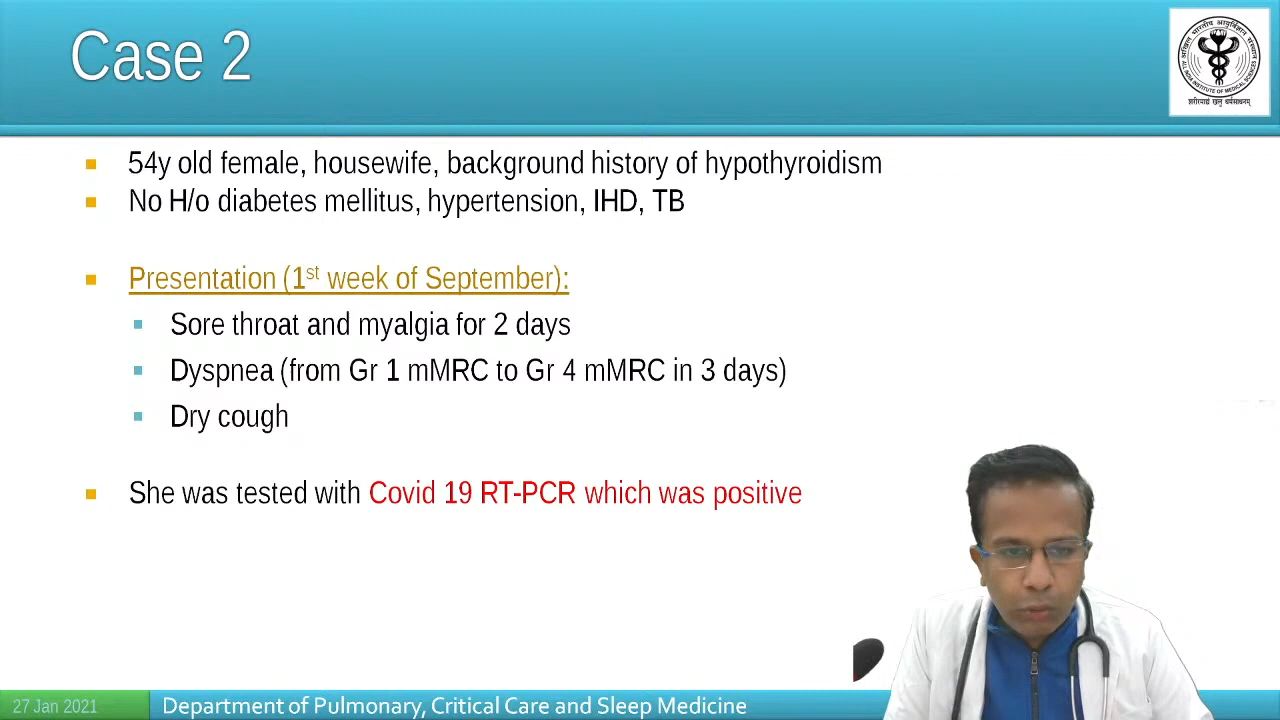 Case 2
54y old female, housewife, background history of hypothyroidism
No H/o diabetes mellitus, hypertension, IHD, TB
Presentation (1st week of September):
Sore throat and myalgia for 2 days
Dyspnea (from Gr 1 mMRC to Gr 4 mMRC in 3 days)
Dry cough
She was tested with Covid 19 RT-PCR which was positive
27 Jan 2021
Department of Pulmonary, Critical Care and Sleep Medicine